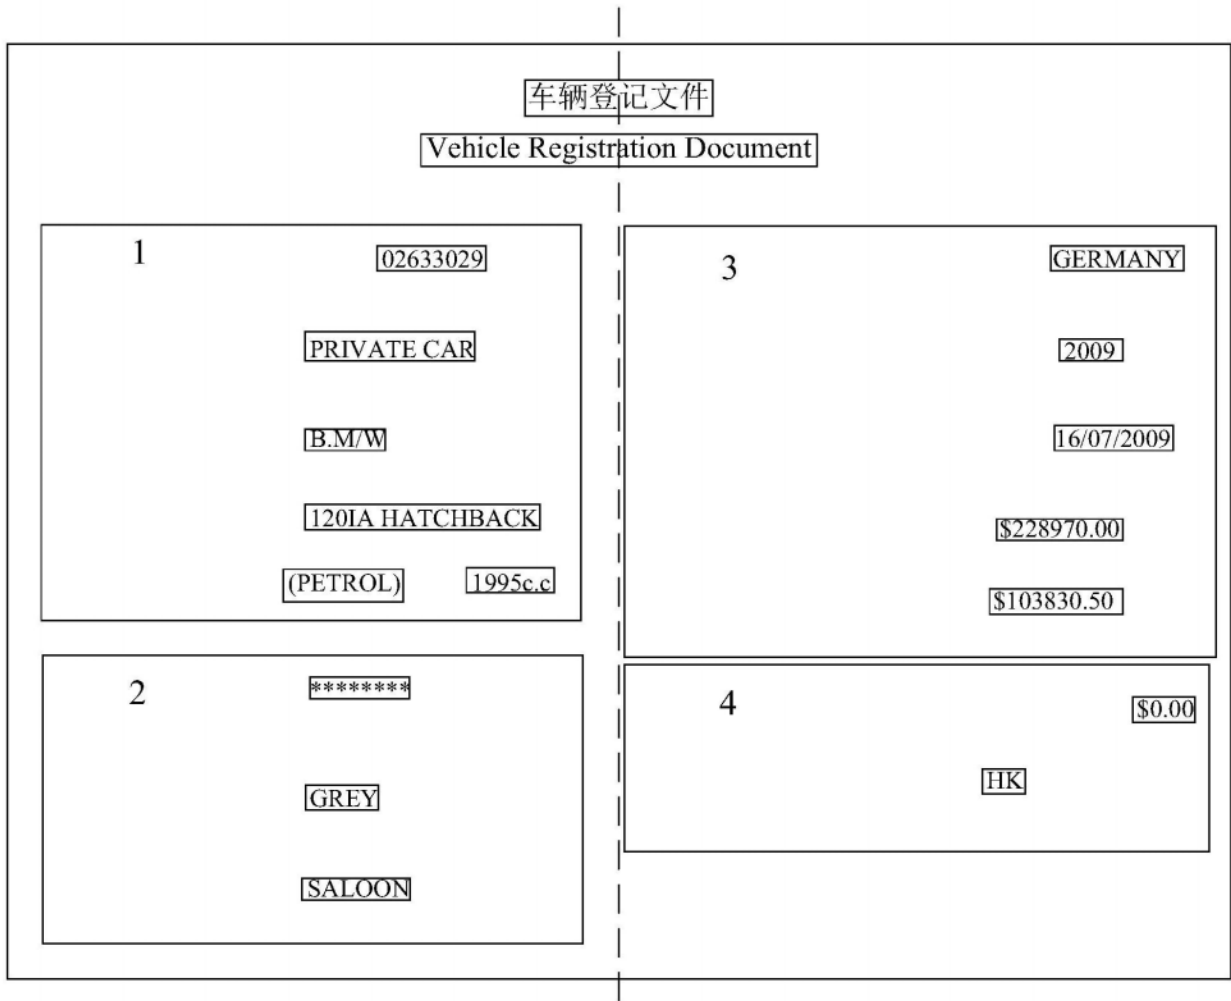 车辆登记文件
Vehicle Registration Document
1
02633029
PRIVATE CAR
B.M/W
120IA HATCHBACK
(PETROL) 1995c.c
2
********
GREY
SALOON
3
GERMANY
2009
16/07/2009
$228970.00
$103830.50
4
$0.00
HK